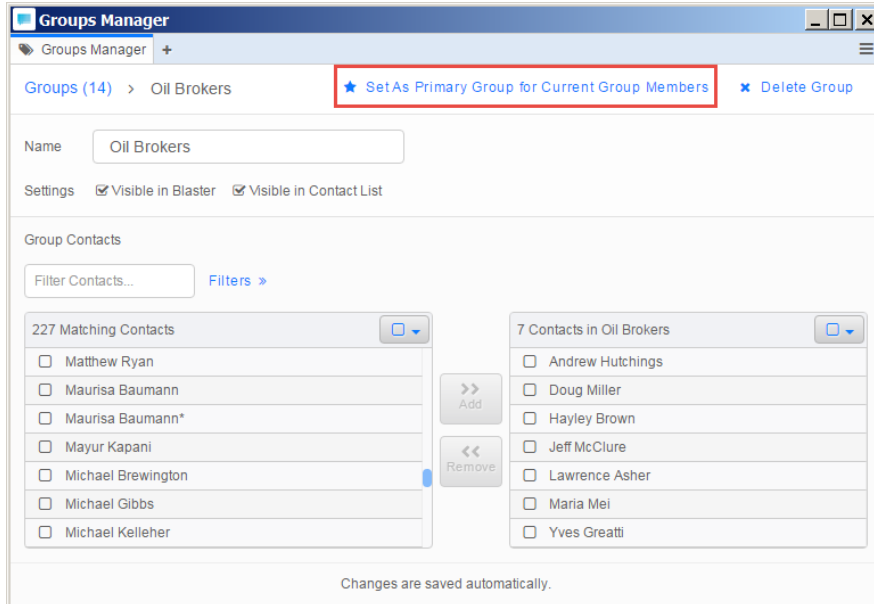 Groups Manager
Groups Manager +
Groups (14) > Oil Brokers ★ Set As Primary Group for Current Group Members × Delete Group
Name Oil Brokers
Settings Visible in Blaster Visible in Contact List
Group Contacts
Filter Contacts... Filters »
227 Matching Contacts 7 Contacts in Oil Brokers
Matthew Ryan Andrew Hutchings
Maurisa Baumann >> Doug Miller
Maurisa Baumann* Add Hayley Brown
Mayur Kapani << Jeff McClure
Michael Brewington Remove Lawrence Asher
Michael Gibbs Maria Mei
Michael Kelleher Yves Greatti
Changes are saved automatically.